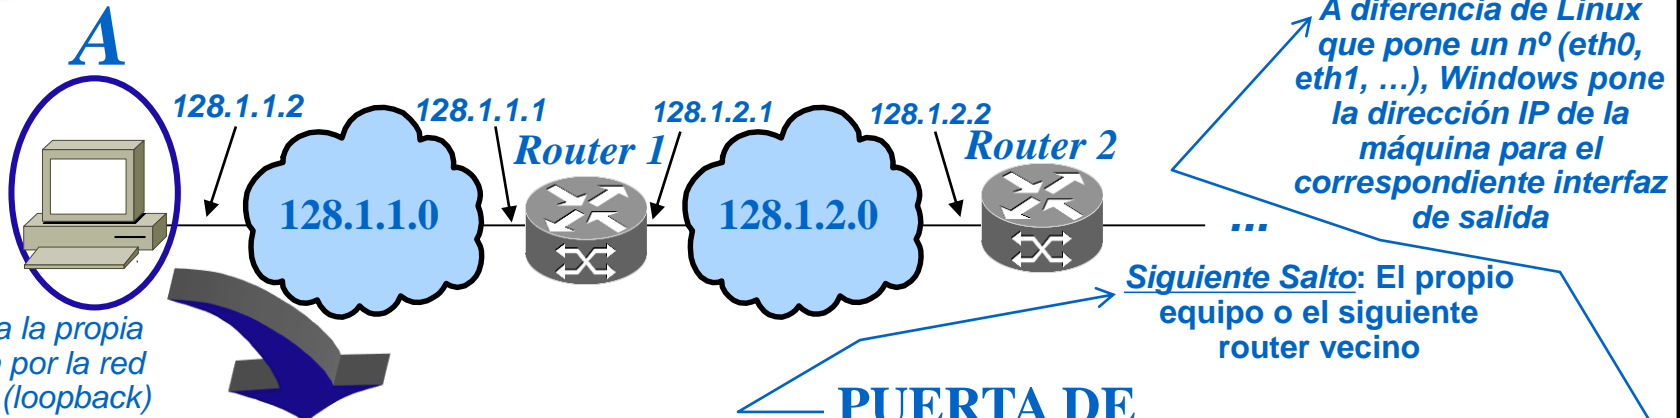 A
128.1.1.2
128.1.1.1
128.1.2.1
128.1.2.2
Router 1
Router 2
128.1.1.0
128.1.2.0
...
A diferencia de Linux
que pone un nº (eth0,
eth1, …), Windows pone
la dirección IP de la
máquina para el
correspondiente interfaz
de salida
Siguiente Salto: El propio
equipo o el siguiente
router vecino
a la propia
por la red
(loopback)
PUERTA DE